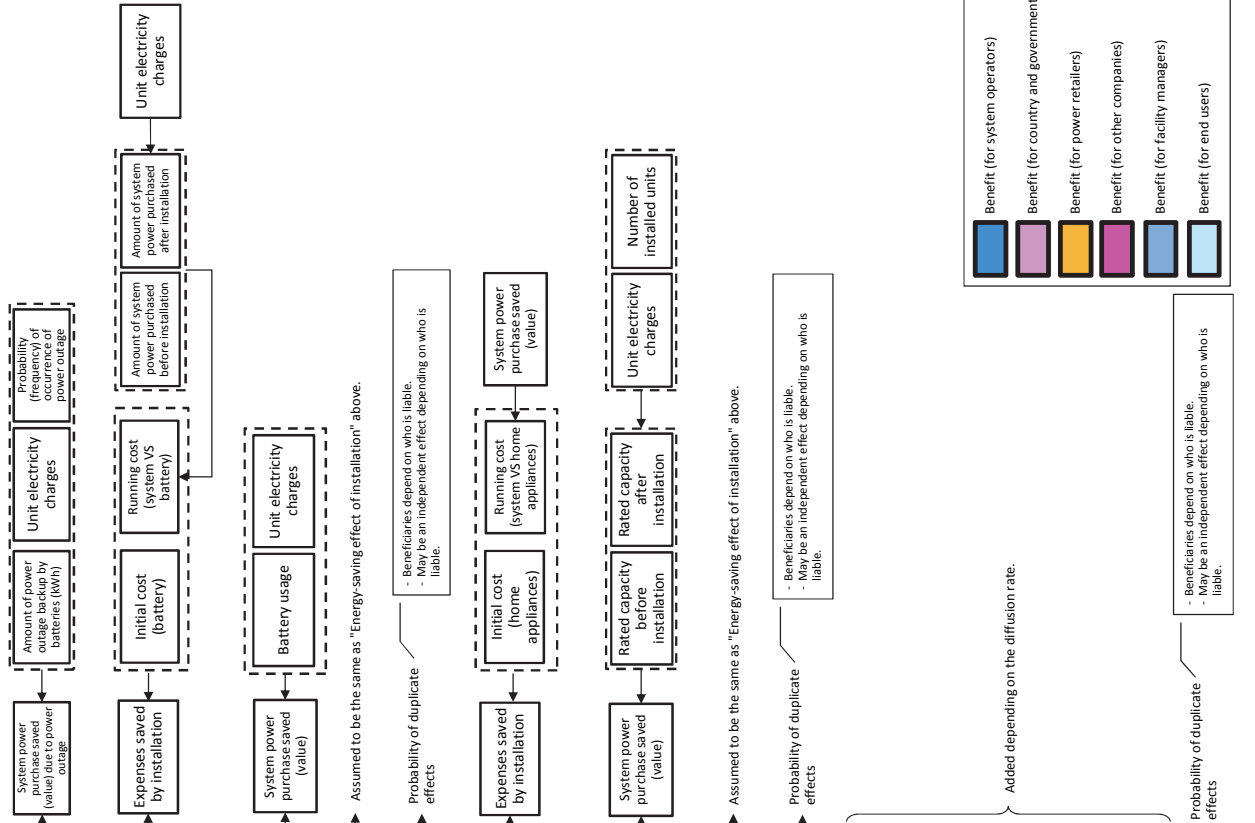 System power
purchase saved
(value) due to power
outage
Amount of power
outage backup by
batteries (kWh)
Unit electricity
charges
Probability
(frequency) of
occurrence of
power outage
Expenses saved
by installation
Initial cost
(battery)
Running cost
(system VS
battery)
Amount of system
power purchased
before installation
Amount of system
power purchased
after installation
Unit electricity
charges
System power
purchase saved
(value)
Battery usage
Unit electricity
charges
Assumed to be the same as "Energy-saving effect of installation" above.
Probability of duplicate
effects
- Beneficiaries depend on who is liable.
- May be an independent effect depending on who is
liable.
Expenses saved
by installation
Initial cost
(home
appliances)
Running cost
(system VS home
appliances)
System power
purchase saved
(value)
System power
purchase saved
(value)
Rated capacity
before
installation
Rated capacity
after
installation
Unit electricity
charges
Number of
installed units
Assumed to be the same as "Energy-saving effect of installation" above.
Probability of duplicate
effects
- Beneficiaries depend on who is liable.
- May be an independent effect depending on who is
liable.
Added depending on the diffusion rate.
Probability of duplicate
effects
- Beneficiaries depend on who is liable.
- May be an independent effect depending on who is
liable.
Benefit (for system operators)
Benefit (for country and government
Benefit (for power retailers)
Benefit (for other companies)
Benefit (for facility managers)
Benefit (for end users)